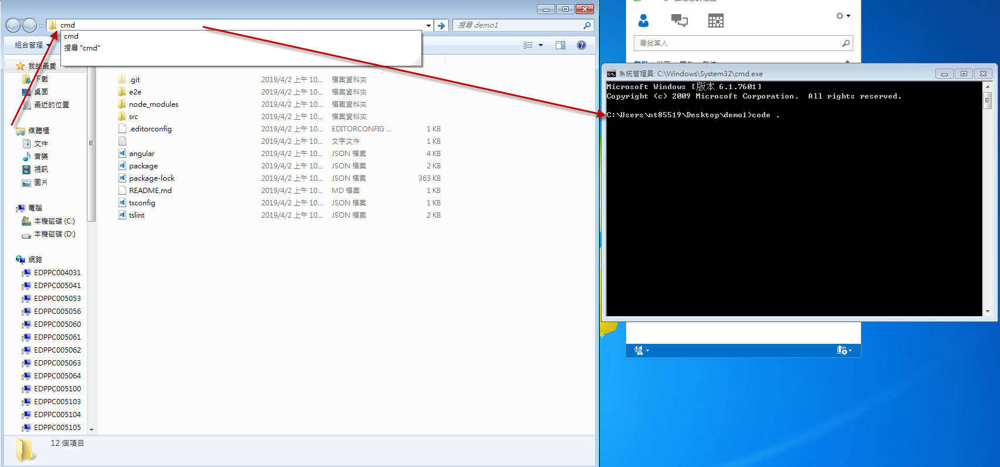 cmd
搜尋 demo1
cmd
搜尋 "cmd"
組合管理
我的最愛
下載
桌面
最近的位置
媒體櫃
文件
音樂
視訊
圖片
電腦
本機磁碟 (C:)
本機磁碟 (D:)
網路
EDPPC004031
EDPPC005041
EDPPC005053
EDPPC005056
EDPPC005060
EDPPC005061
EDPPC005062
EDPPC005063
EDPPC005064
EDPPC005100
EDPPC005103
EDPPC005104
EDPPC005105
.git 2019/4/2 上午 10... 檔案資料夾
e2e 2019/4/2 上午 10... 檔案資料夾
node_modules 2019/4/2 上午 10... 檔案資料夾
src 2019/4/2 上午 10... 檔案資料夾
.editorconfig 2019/4/2 上午 10... EDITORCONFIG ... 1 KB
2019/4/2 上午 10... 文字文件 1 KB
angular 2019/4/2 上午 10... JSON 檔案 4 KB
package 2019/4/2 上午 10... JSON 檔案 2 KB
package-lock 2019/4/2 上午 10... JSON 檔案 363 KB
README.md 2019/4/2 上午 10... MD 檔案 1 KB
tsconfig 2019/4/2 上午 10... JSON 檔案 1 KB
tslint 2019/4/2 上午 10... JSON 檔案 2 KB
12 個項目
尋找某人
系統管理員: C:\Windows\System32\cmd.exe
Microsoft Windows [版本 6.1.7601]
Copyright (c) 2009 Microsoft Corporation.  All rights reserved.
C:\Users\nt85519\Desktop\demo1>code .